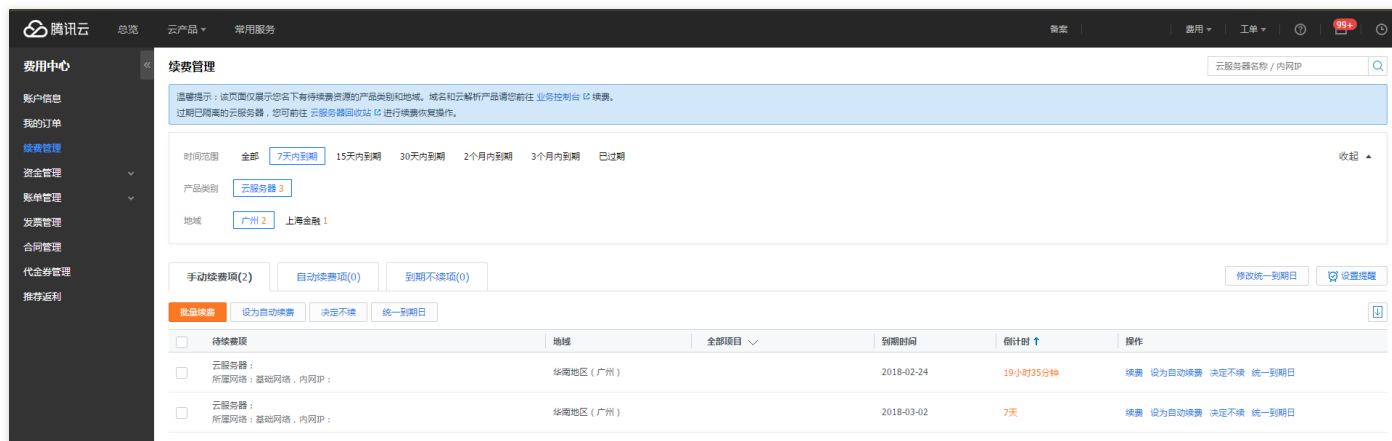 腾讯云 总览 云产品 常用服务 备案 费用 工单 99+
费用中心
账户信息
我的订单
续费管理
资金管理
账单管理
发票管理
合同管理
代金券管理
推荐返利
续费管理 云服务器名称 / 内网IP
温馨提示：该页面仅展示您名下有待续费资源的产品类别和地域。域名和云解析产品请您前往 业务控制台 续费。
过期已隔离的云服务器，您可前往 云服务器回收站 进行续费恢复操作。
时间范围 全部 7天内到期 15天内到期 30天内到期 2个月内到期 3个月内到期 已过期 收起
产品类别 云服务器 3
地域 广州 2 上海金融 1
手动续费项(2) 自动续费项(0) 到期不续项(0) 修改统一到期日 设置提醒
批量续费 设为自动续费 决定不续 统一到期日
待续费项 地域 全部项目 到期时间 倒计时 操作
云服务器：
所属网络：基础网络，内网IP： 华南地区（广州） 2018-02-24 19小时35分钟 续费 设为自动续费 决定不续 统一到期日
云服务器：
所属网络：基础网络，内网IP： 华南地区（广州） 2018-03-02 7天 续费 设为自动续费 决定不续 统一到期日